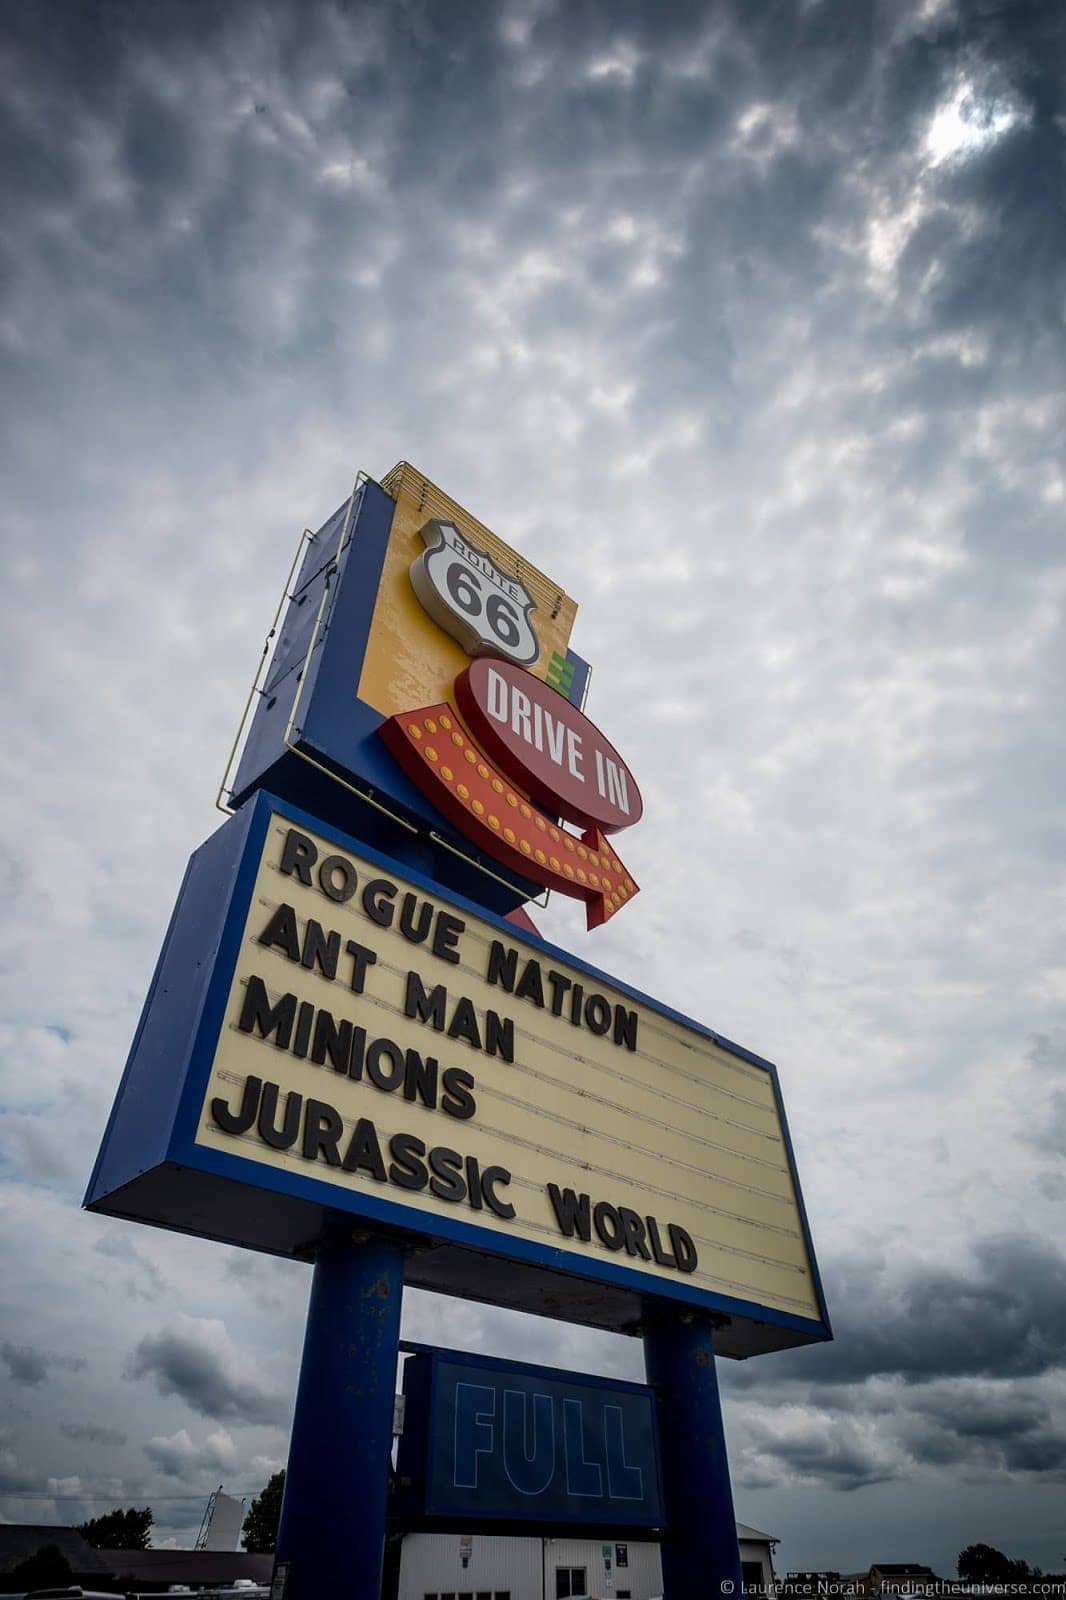 ROUTE
66
DRIVE IN
ROGUE NATION
ANT MAN
MINIONS
JURASSIC WORLD
FULL
© Laurence Norah - findingtheuniverse.com